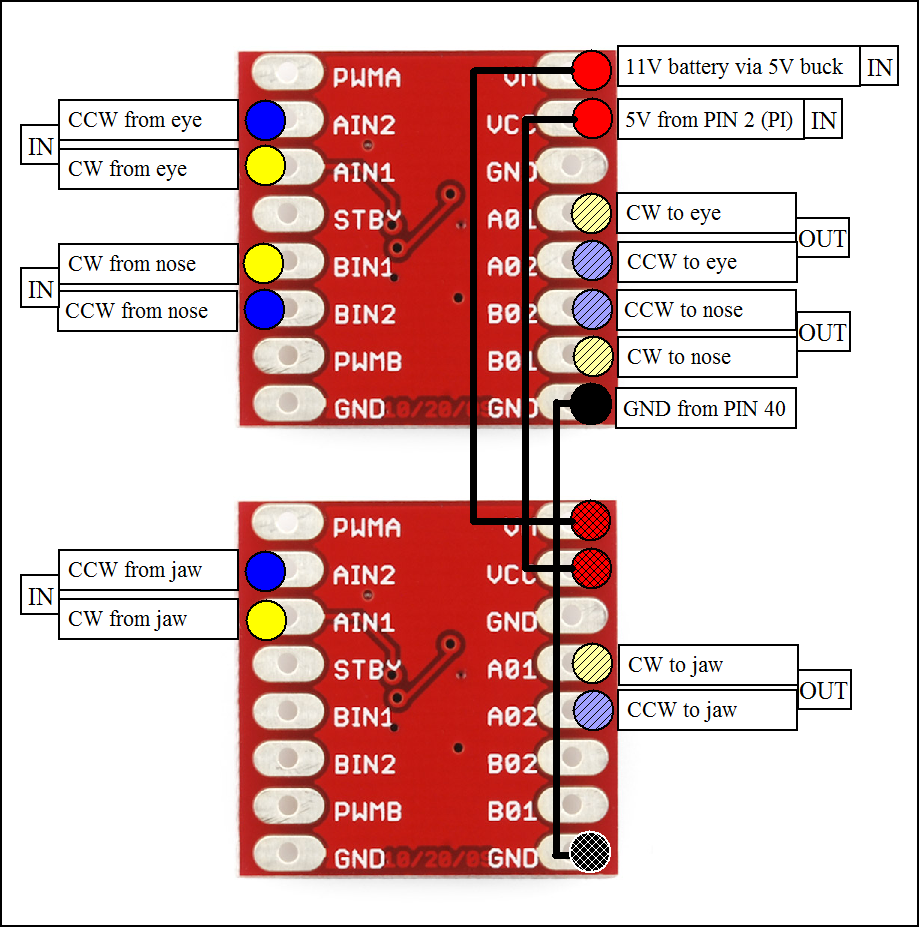 PWMA
VM
11V battery via 5V buck
IN
CCW from eye
AIN2
VCC
5V from PIN 2 (PI)
IN
IN
CW from eye
AIN1
GND
STBY
A01
CW to eye
OUT
CW from nose
BIN1
A02
CCW to eye
IN
CCW from nose
BIN2
B02
CCW to nose
OUT
PWMB
B01
CW to nose
GND
10/20/09
GND
GND from PIN 40
PWMA
VM
CCW from jaw
AIN2
VCC
IN
CW from jaw
AIN1
GND
STBY
A01
CW to jaw
OUT
BIN1
A02
CCW to jaw
BIN2
B02
PWMB
B01
GND
10/20/09
GND